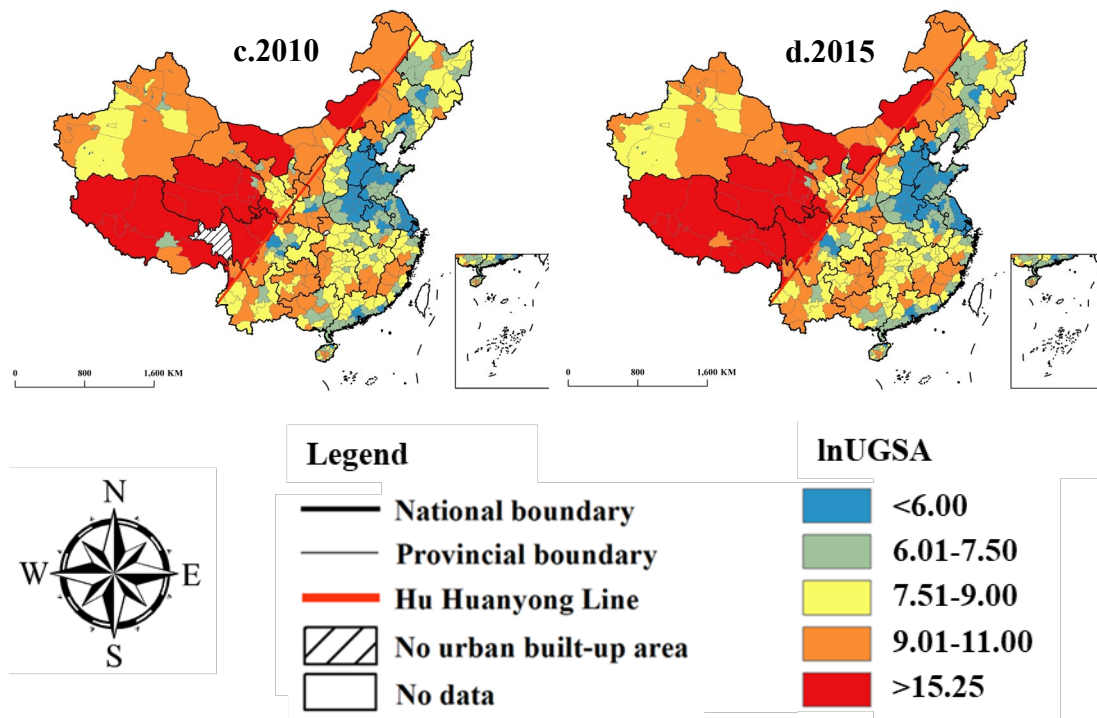 c.2010
d.2015
0 800 1,600 KM
0 800 1,600 KM
N
W E
S
Legend
National boundary
Provincial boundary
Hu Huanyong Line
No urban built-up area
No data
lnUGSA
<6.00
6.01-7.50
7.51-9.00
9.01-11.00
>15.25